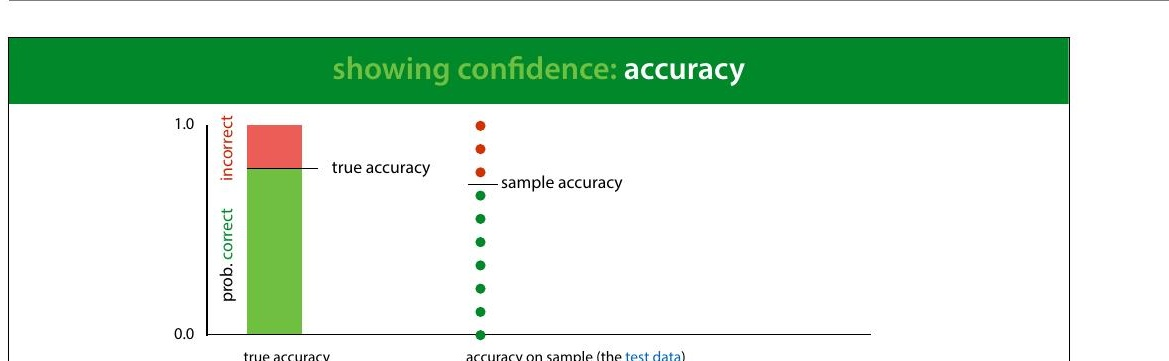 showing confidence: accuracy
1.0
incorrect
true accuracy
sample accuracy
prob. correct
0.0
true accuracy
accuracy on sample (the test data)